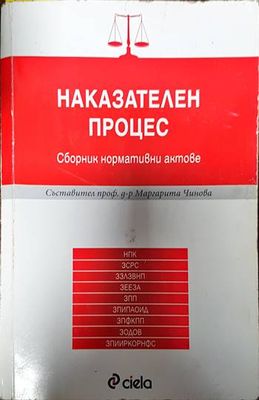 НАКАЗАТЕЛЕН
ПРОЦЕС
Сборник нормативни актове
Съставител проф. д-р Маргарита Чинова
НПК
ЗСРС
ЗЗЛЗВНП
ЗЕЕЗА
ЗПП
ЗПИПАОИД
ЗПФКПП
ЗОДОВ
ЗПИИРКОРНФС
ciela